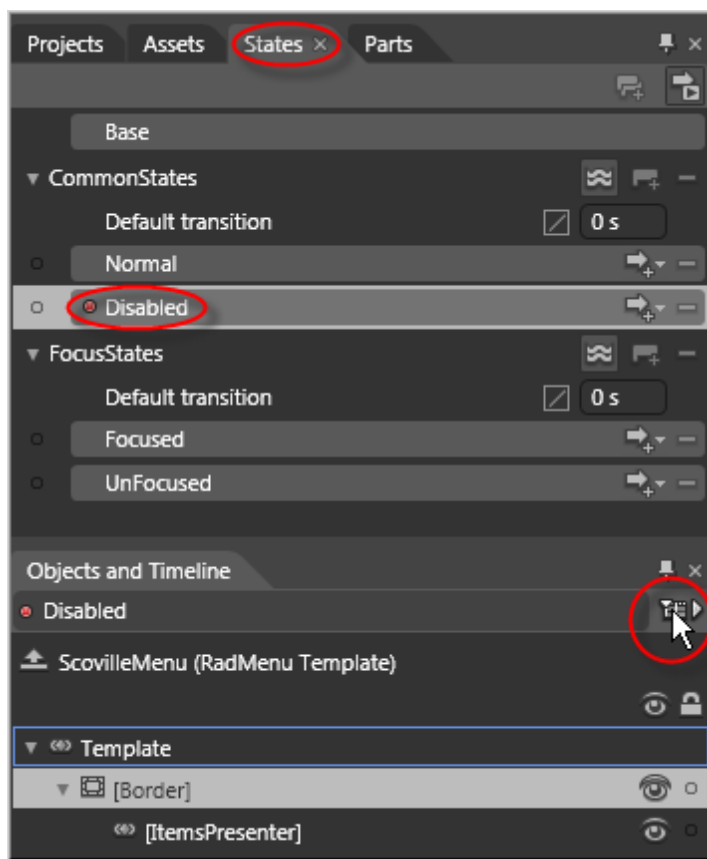 Projects Assets States × Parts
Base
CommonStates
Default transition 0 s
Normal
Disabled
FocusStates
Default transition 0 s
Focused
UnFocused
Objects and Timeline
Disabled
ScovilleMenu (RadMenu Template)
Template
[Border]
[ItemsPresenter]